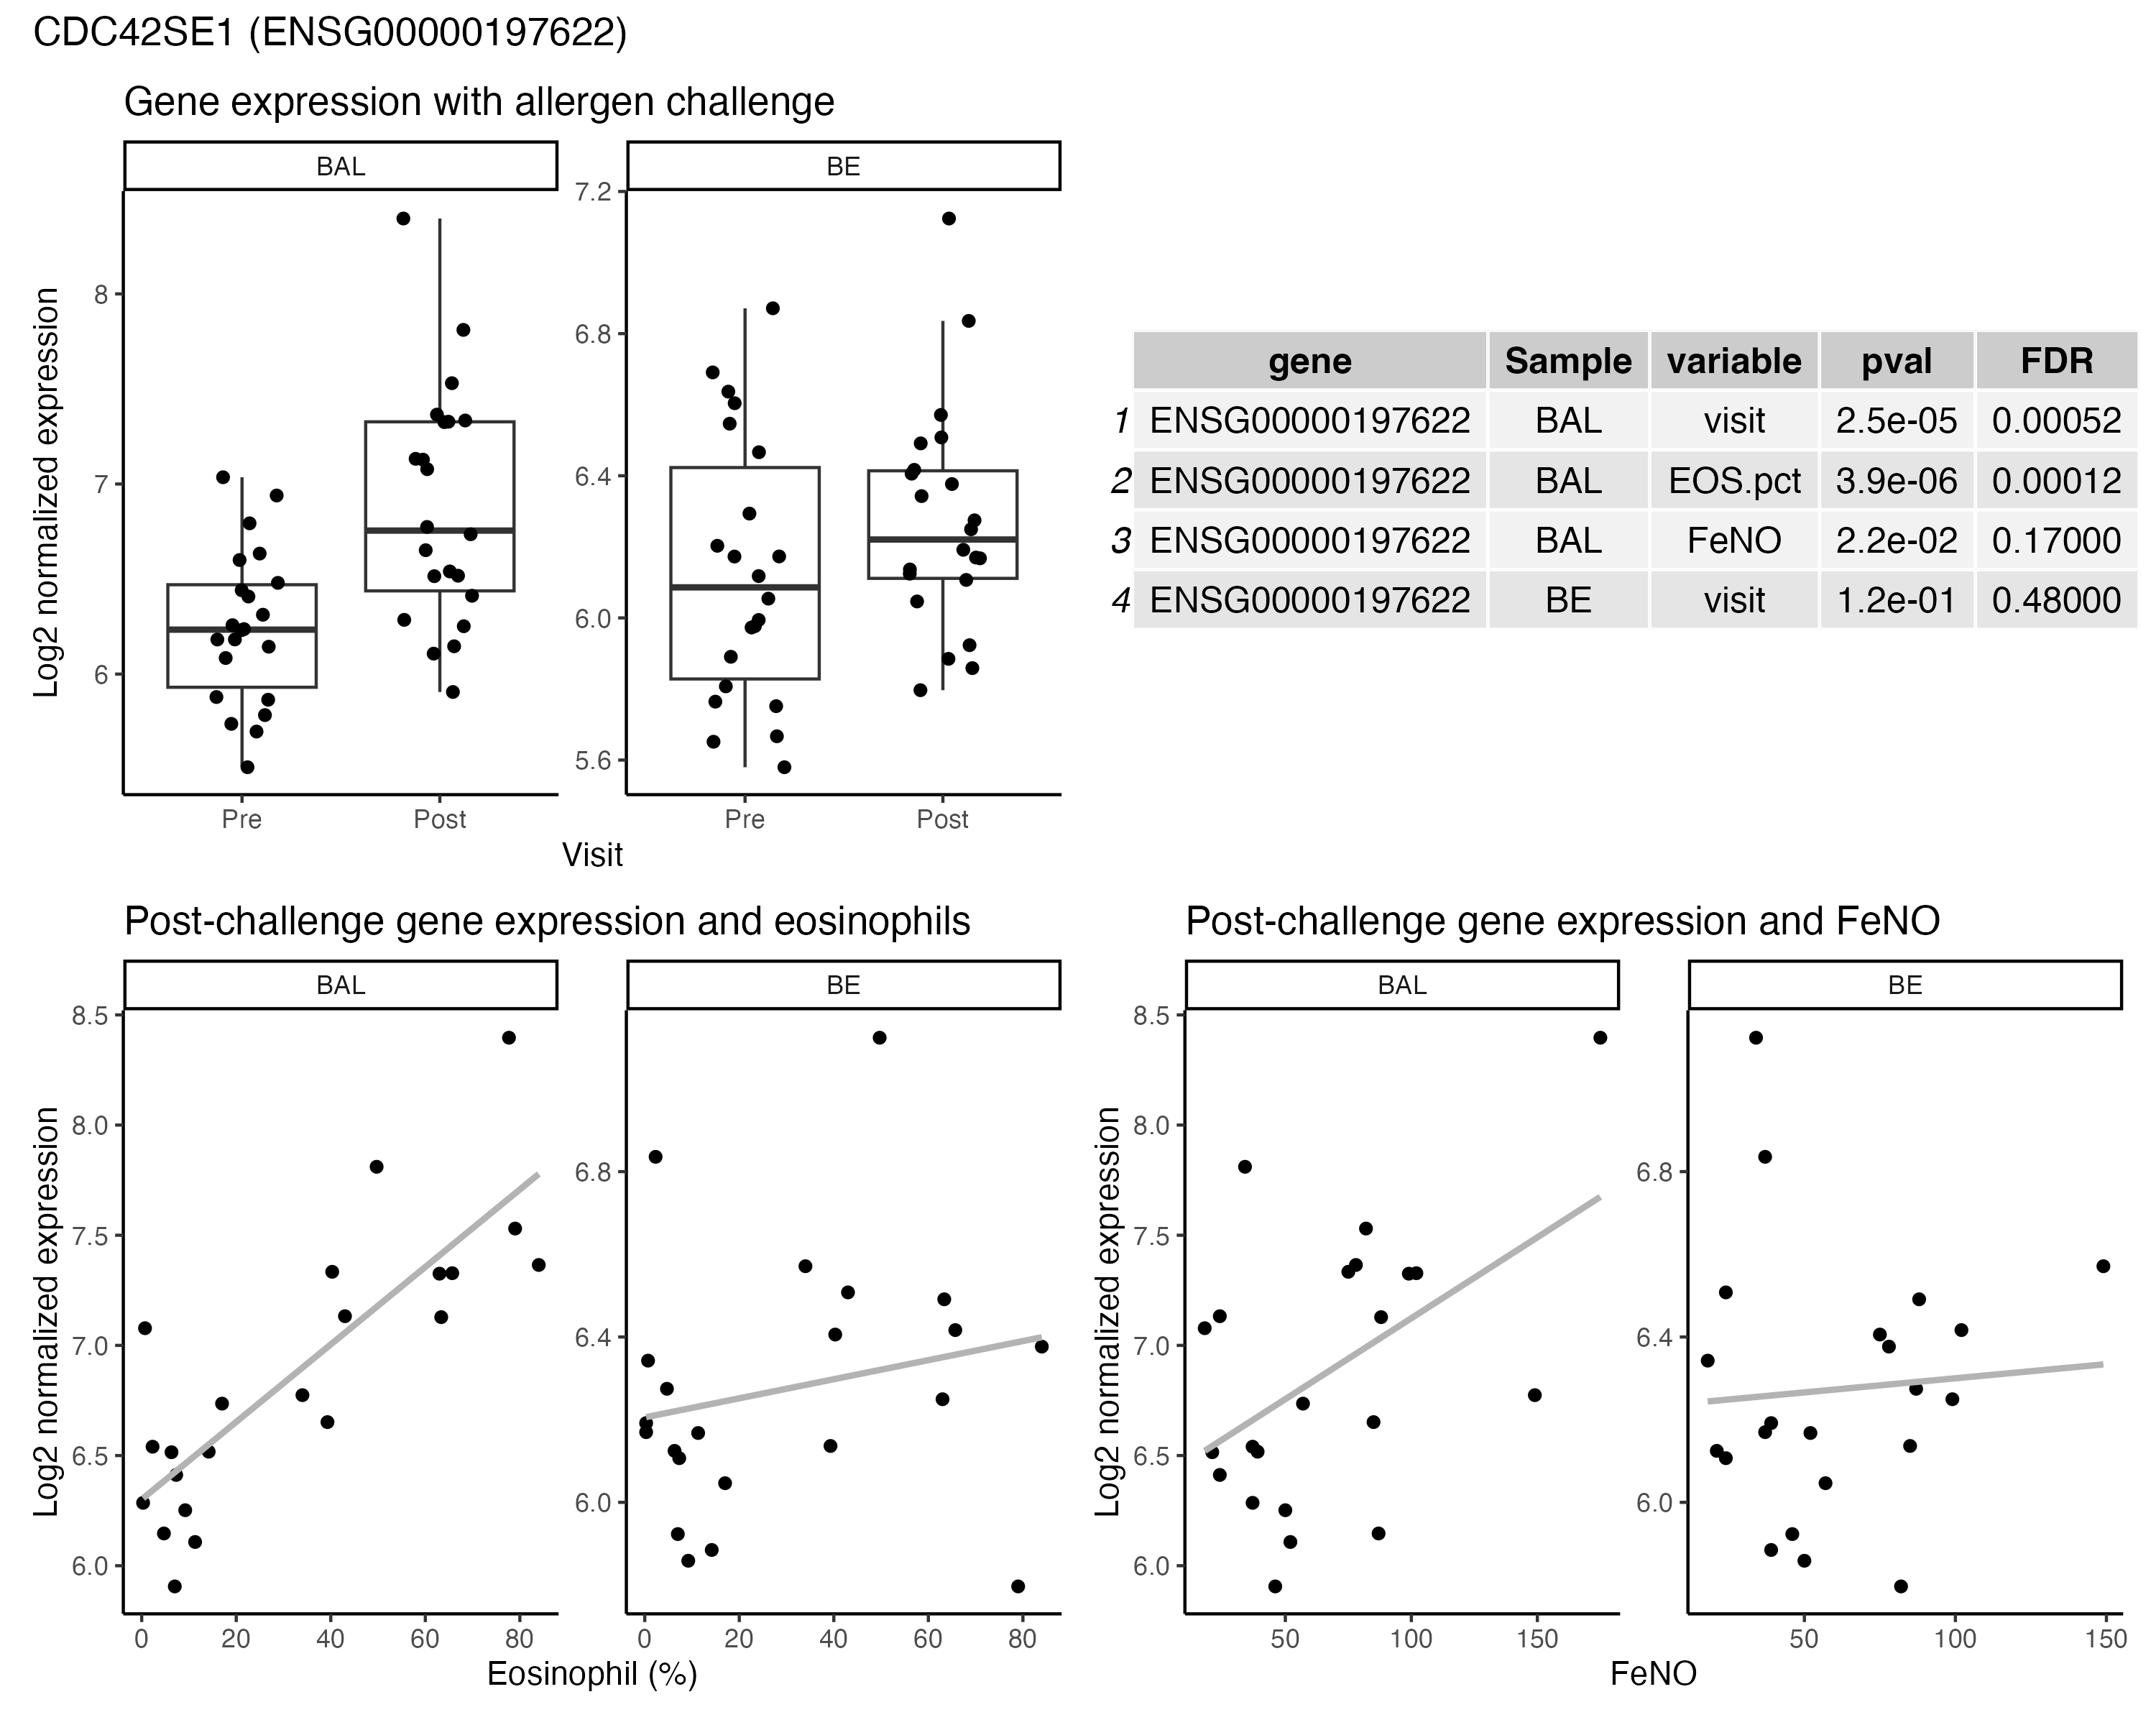 CDC42SE1 (ENSG00000197622)
Gene expression with allergen challenge
BAL
BE
Log2 normalized expression
8
7
6
7.2
6.8
6.4
6.0
5.6
Pre
Post
Pre
Post
Visit
gene Sample variable pval FDR
1 ENSG00000197622 BAL visit 2.5e-05 0.00052
2 ENSG00000197622 BAL EOS.pct 3.9e-06 0.00012
3 ENSG00000197622 BAL FeNO 2.2e-02 0.17000
4 ENSG00000197622 BE visit 1.2e-01 0.48000
Post-challenge gene expression and eosinophils
BAL
BE
Log2 normalized expression
8.5
8.0
7.5
7.0
6.5
6.0
6.8
6.4
6.0
0 20 40 60 80
0 20 40 60 80
Eosinophil (%)
Post-challenge gene expression and FeNO
BAL
BE
Log2 normalized expression
8.5
8.0
7.5
7.0
6.5
6.0
6.8
6.4
6.0
50 100 150
50 100 150
FeNO